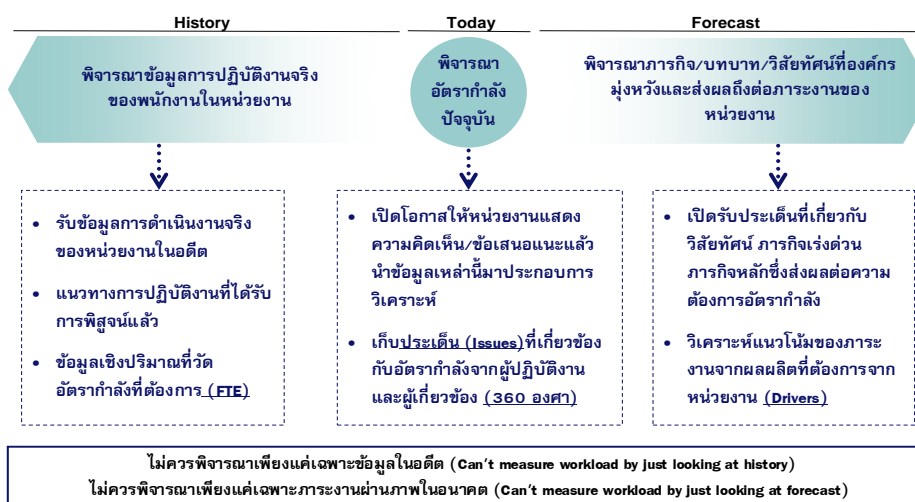 History
Today
Forecast
พิจารณาข้อมูลการปฏิบัติงานจริง
ของพนักงานในหน่วยงาน
พิจารณา
อัตรากำลัง
ปัจจุบัน
พิจารณาภารกิจ/บทบาท/วิสัยทัศน์ที่องค์กร
มุ่งหวังและส่งผลถึงต่อภาระงานของ
หน่วยงาน
• รับข้อมูลการดำเนินงานจริง
ของหน่วยงานในอดีต
• แนวทางการปฏิบัติงานที่ได้รับ
การพิสูจน์แล้ว
• ข้อมูลเชิงปริมาณที่วัด
อัตรากำลังที่ต้องการ (FTE)
• เปิดโอกาสให้หน่วยงานแสดง
ความคิดเห็น/ข้อเสนอแนะแล้ว
นำข้อมูลเหล่านี้มาประกอบการ
วิเคราะห์
• เก็บประเด็น (Issues)ที่เกี่ยวข้อง
กับอัตรากำลังจากผู้ปฏิบัติงาน
และผู้เกี่ยวข้อง (360 องศา)
• เปิดรับประเด็นที่เกี่ยวกับ
วิสัยทัศน์ ภารกิจเร่งด่วน
ภารกิจหลักซึ่งส่งผลต่อความ
ต้องการอัตรากำลัง
• วิเคราะห์แนวโน้มของภาระ
งานจากผลผลิตที่ต้องการจาก
หน่วยงาน (Drivers)
ไม่ควรพิจารณาเพียงแค่เฉพาะข้อมูลในอดีต (Can't measure workload by just looking at history)
ไม่ควรพิจารณาเพียงแค่เฉพาะภาระงานผ่านภาพในอนาคต (Can't measure workload by just looking at forecast)